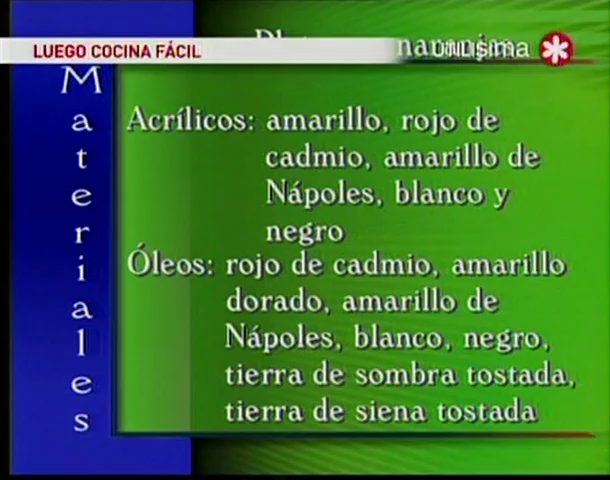 LUEGO COCINA FÁCIL
Materiales
Acrílicos: amarillo, rojo de
cadmio, amarillo de
Nápoles, blanco y
negro
Óleos: rojo de cadmio, amarillo
dorado, amarillo de
Nápoles, blanco, negro,
tierra de sombra tostada,
tierra de siena tostada